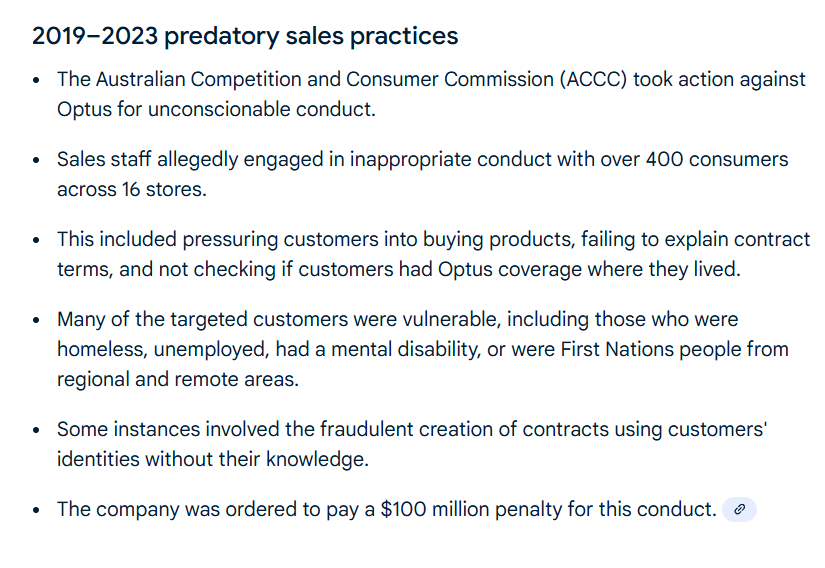 2019–2023 predatory sales practices
• The Australian Competition and Consumer Commission (ACCC) took action against
Optus for unconscionable conduct.
• Sales staff allegedly engaged in inappropriate conduct with over 400 consumers
across 16 stores.
• This included pressuring customers into buying products, failing to explain contract
terms, and not checking if customers had Optus coverage where they lived.
• Many of the targeted customers were vulnerable, including those who were
homeless, unemployed, had a mental disability, or were First Nations people from
regional and remote areas.
• Some instances involved the fraudulent creation of contracts using customers'
identities without their knowledge.
• The company was ordered to pay a $100 million penalty for this conduct.